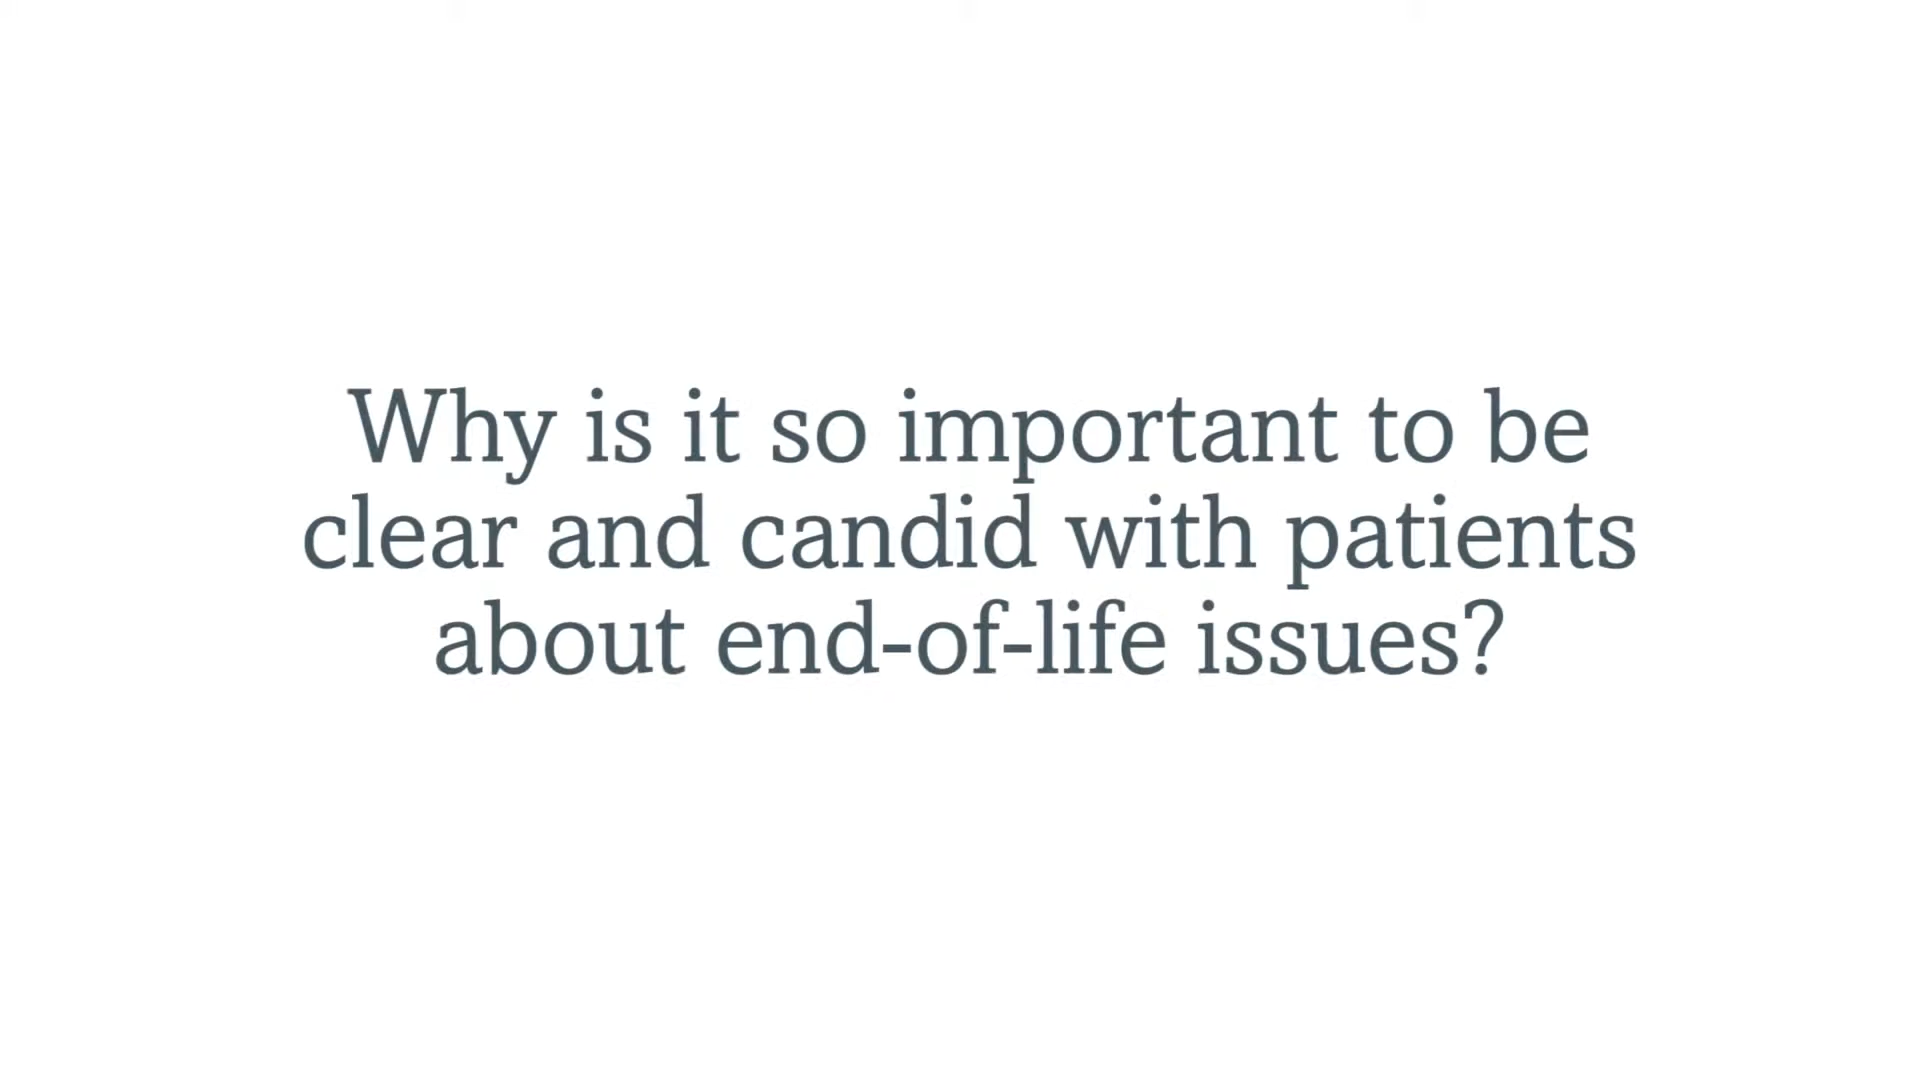 Why is it so important to be
clear and candid with patients
about end-of-life issues?